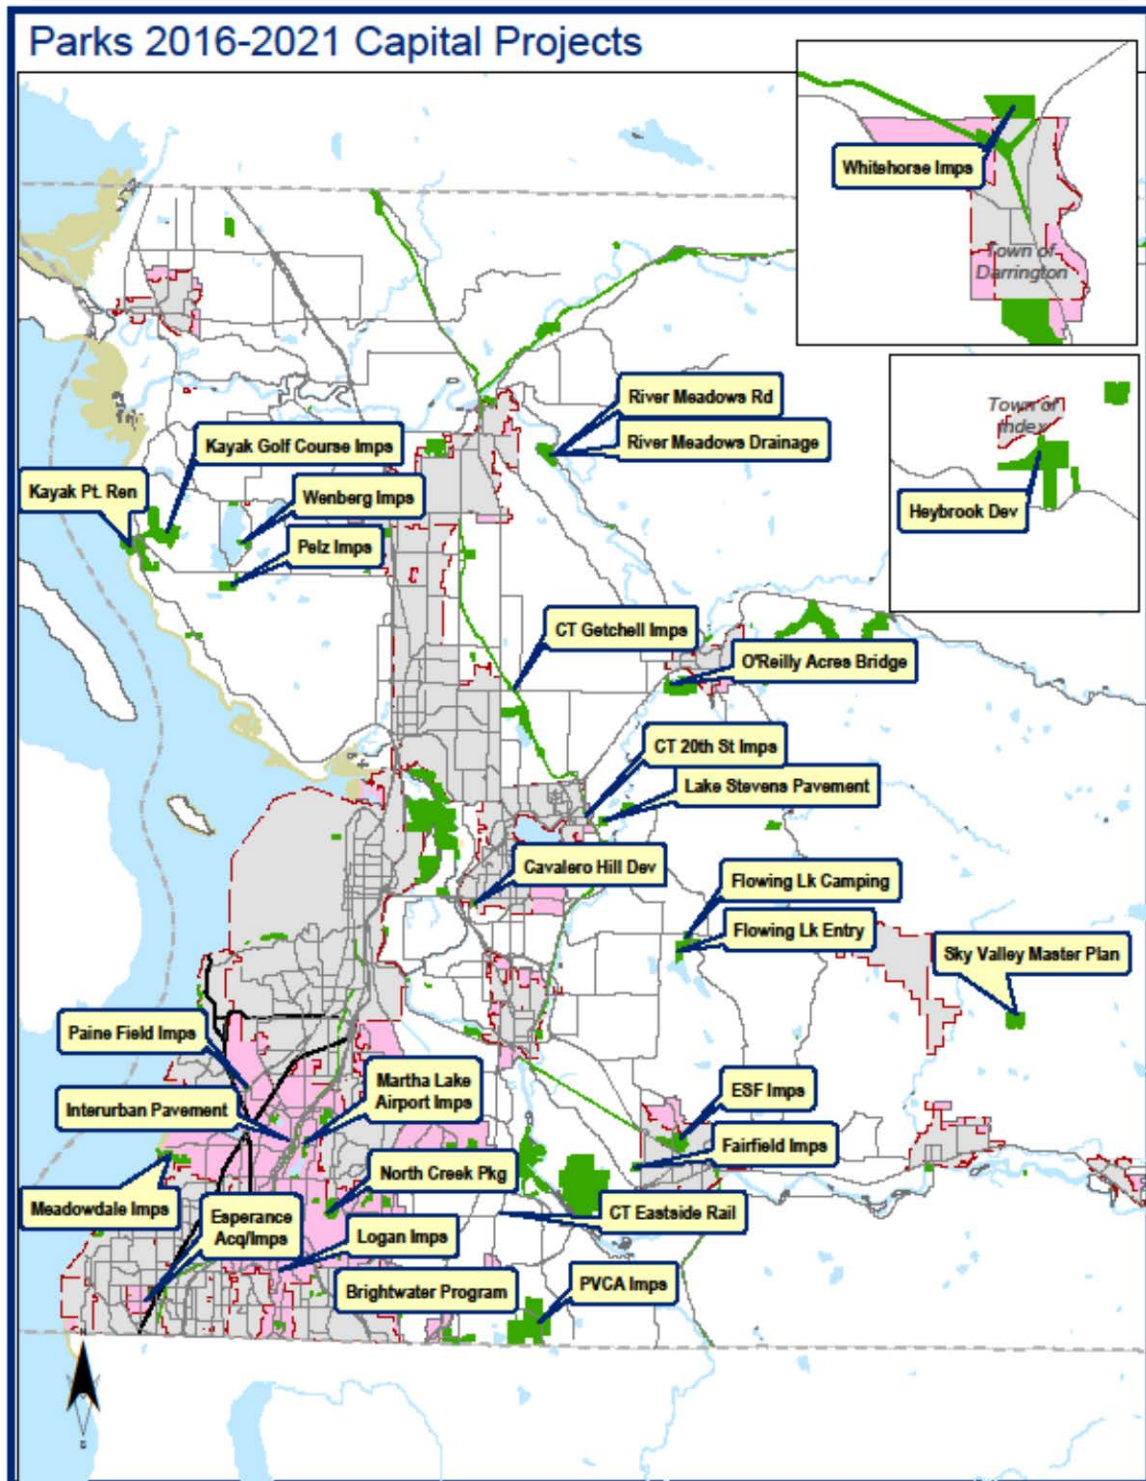 Parks 2016-2021 Capital Projects
Whitehorse Imps
Town of
Darrington
River Meadows Rd
River Meadows Drainage
Town of
Index
Heybrook Dev
Kayak Golf Course Imps
Kayak Pt. Ren
Wenberg Imps
Pelz Imps
CT Getchell Imps
O'Reilly Acres Bridge
CT 20th St Imps
Lake Stevens Pavement
Cavalero Hill Dev
Flowing Lk Camping
Flowing Lk Entry
Sky Valley Master Plan
Paine Field Imps
Martha Lake
Airport Imps
Interurban Pavement
ESF Imps
Fairfield Imps
North Creek Pkg
Meadowdale Imps
Esperance
Acq/Imps
Logan Imps
CT Eastside Rail
Brightwater Program
PVCA Imps